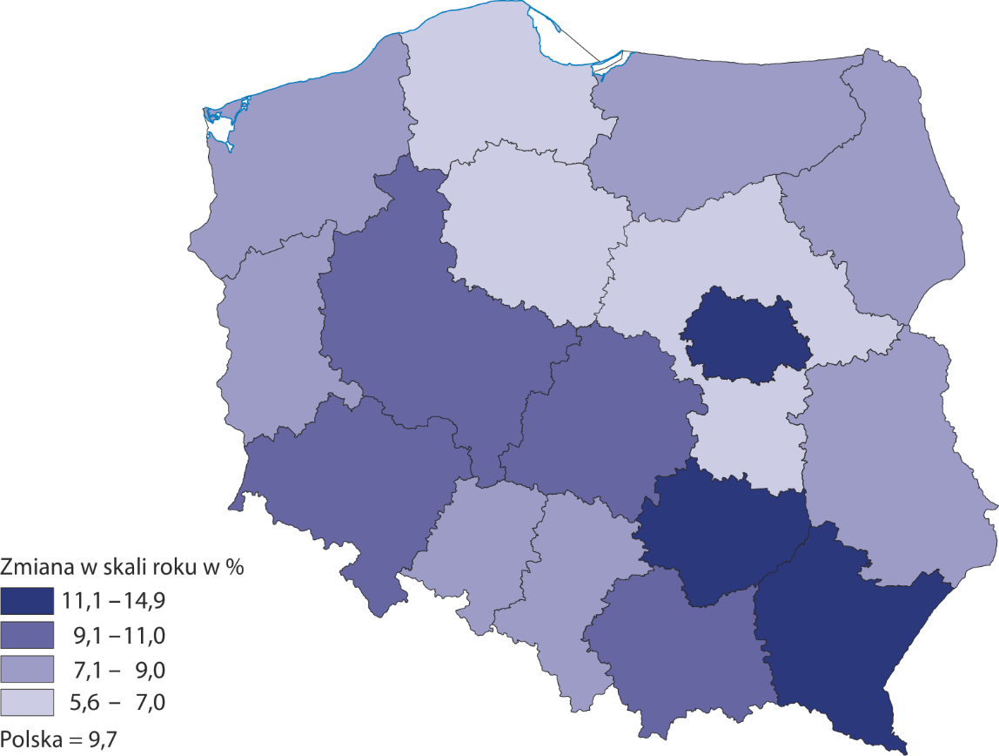 Zmiana w skali roku w %
11,1 – 14,9
9,1 – 11,0
7,1 – 9,0
5,6 – 7,0
Polska = 9,7